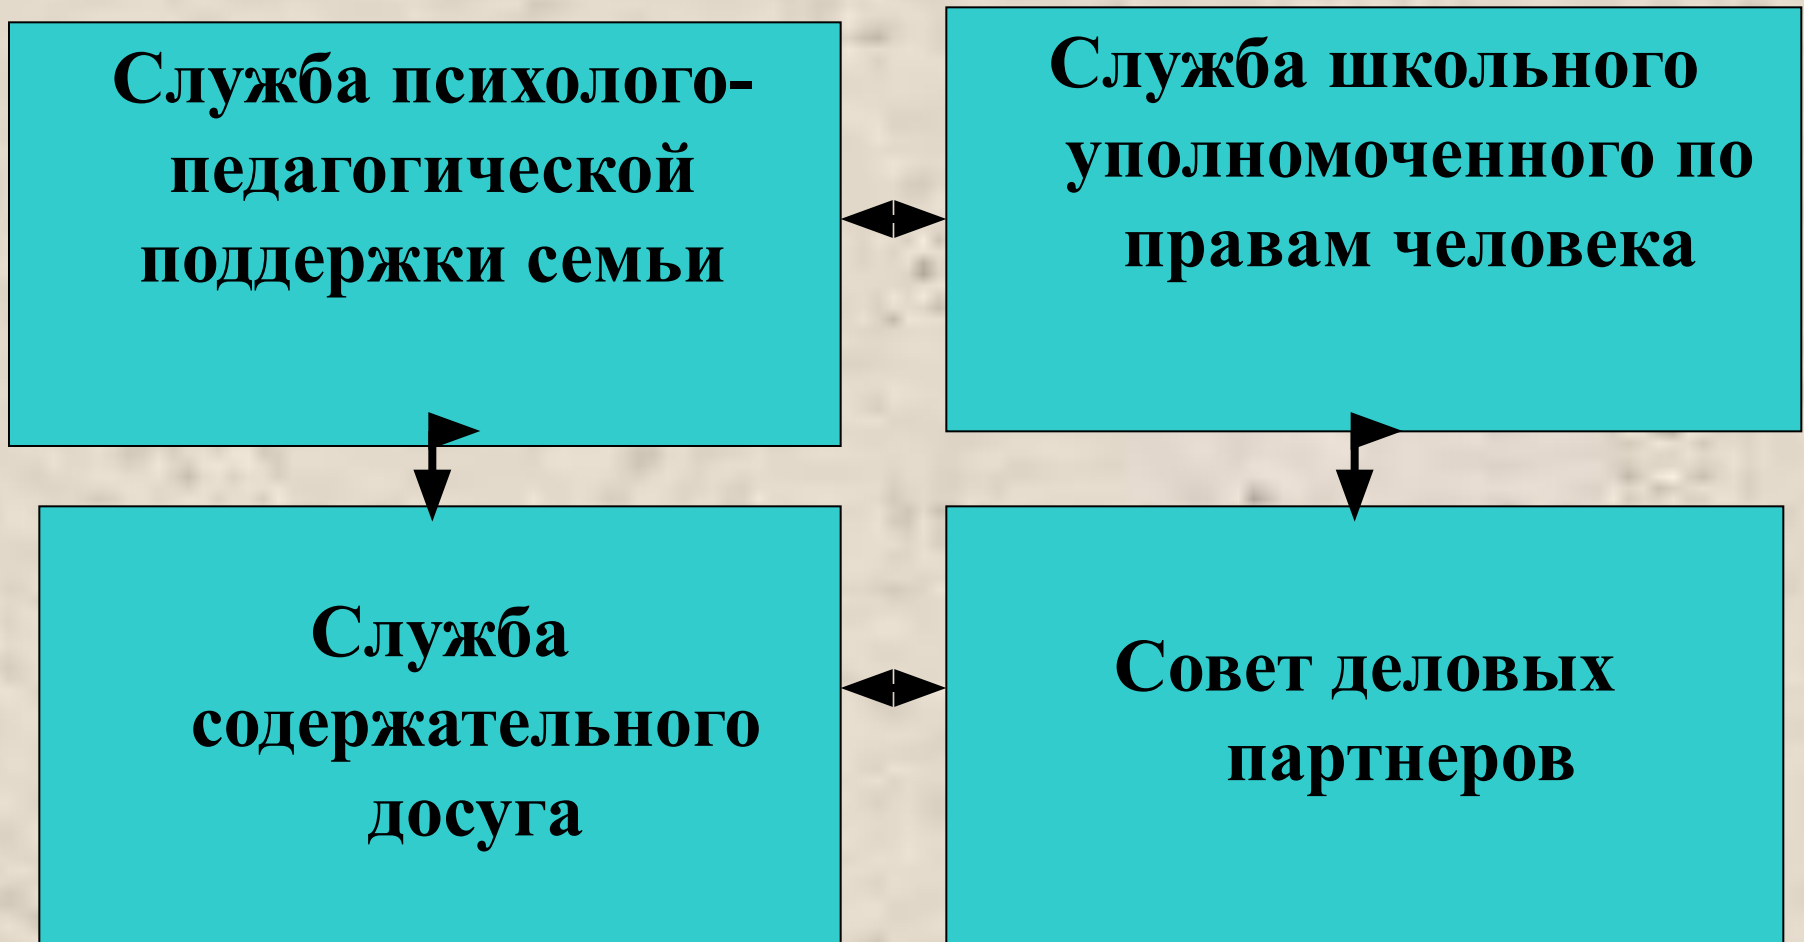 Служба психолого-
педагогической
поддержки семьи
Служба школьного
уполномоченного по
правам человека
Служба
содержательного
досуга
Совет деловых
партнеров